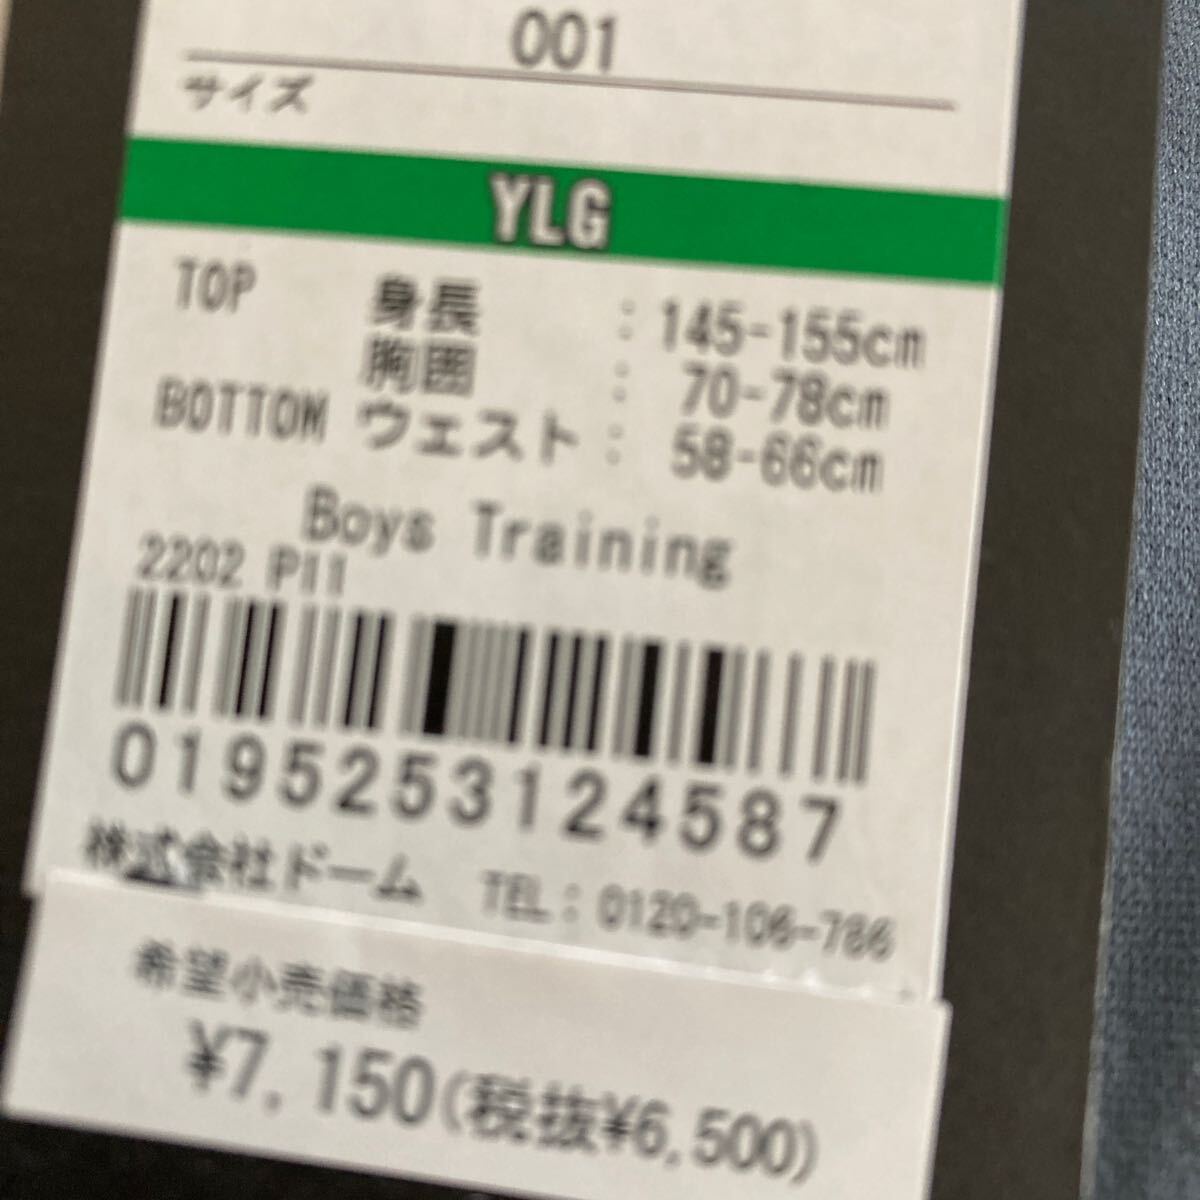 001
サイズ
YLG
TOP 身長 : 145-155cm
胸囲 : 70-78cm
BOTTOM ウェスト : 58-66cm
Boys Training
2202 PI1
0195253124587
株式会社ドーム TEL: 0120-106-786
希望小売価格
¥7,150(税抜¥6,500)